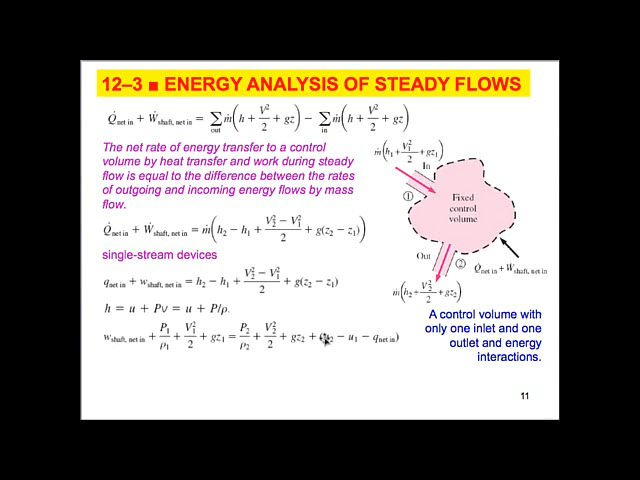 12–3 ■ ENERGY ANALYSIS OF STEADY FLOWS
Q̇net in + Ẇshaft, net in = ∑out ṁ(h + V²/2 + gz) − ∑in ṁ(h + V²/2 + gz)
The net rate of energy transfer to a control
volume by heat transfer and work during steady
flow is equal to the difference between the rates
of outgoing and incoming energy flows by mass
flow.
Q̇net in + Ẇshaft, net in = ṁ(h₂ − h₁ + (V₂² − V₁²)/2 + g(z₂ − z₁))
single-stream devices
qnet in + wshaft, net in = h₂ − h₁ + (V₂² − V₁²)/2 + g(z₂ − z₁)
h = u + Pv = u + P/ρ.
wshaft, net in + P₁/ρ₁ + V₁²/2 + gz₁ = P₂/ρ₂ + V₂²/2 + gz₂ + − u₁ − qnet in)
ṁ(h₁ + V₁²/2 + gz₁)
In
①
Fixed
control
volume
Out
②
Q̇net in + Ẇshaft, net in
ṁ(h₂ + V₂²/2 + gz₂)
A control volume with
only one inlet and one
outlet and energy
interactions.
11